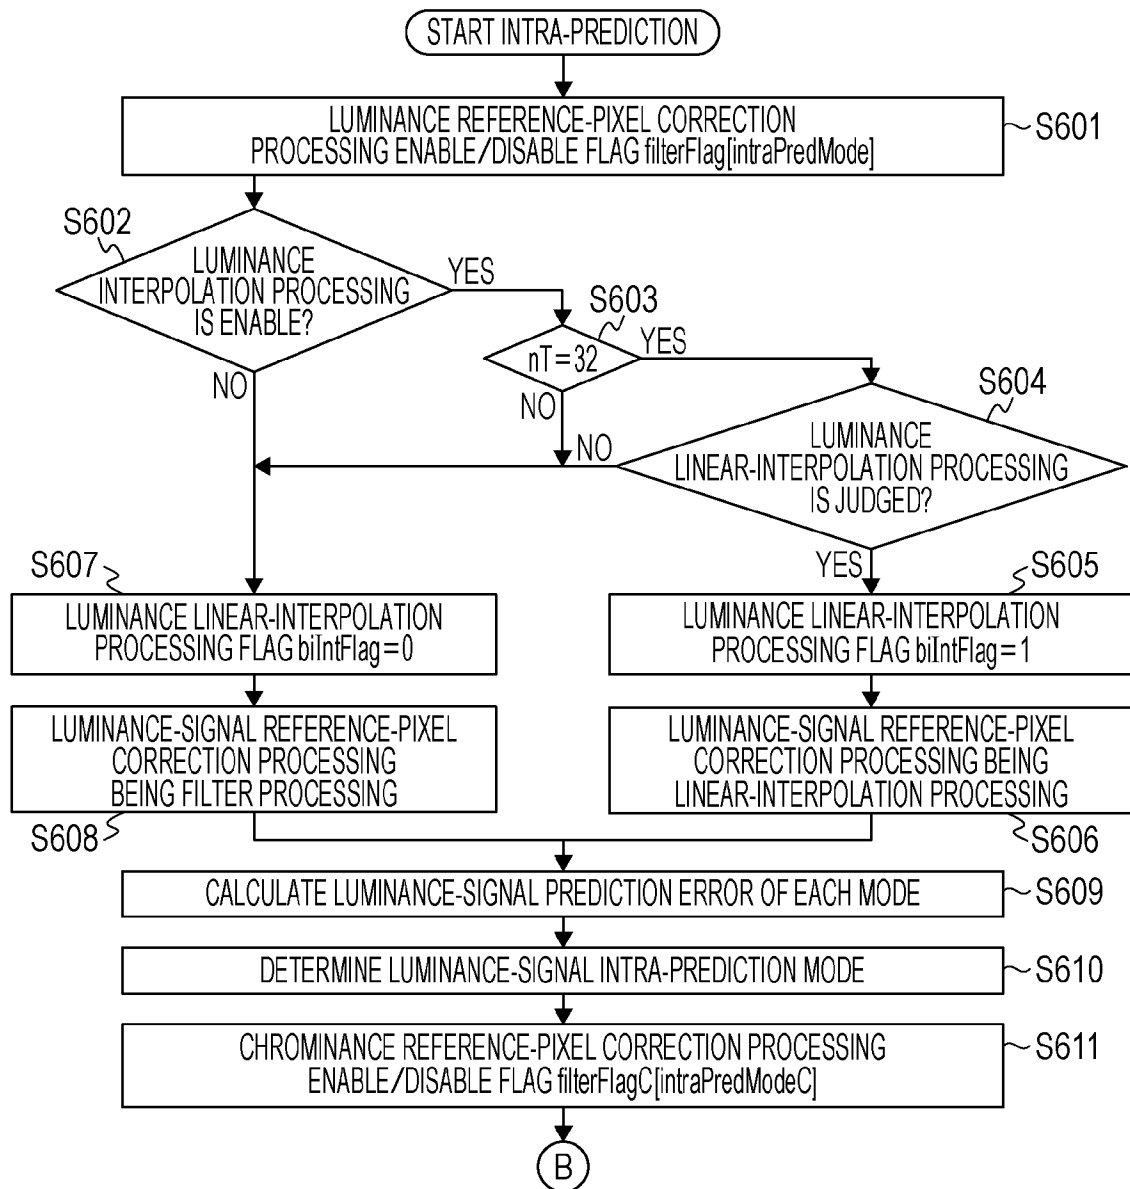 START INTRA-PREDICTION
LUMINANCE REFERENCE-PIXEL CORRECTION
PROCESSING ENABLE/DISABLE FLAG filterFlag[intraPredMode]
S601
S602
LUMINANCE
INTERPOLATION PROCESSING
IS ENABLE?
YES
NO
S603
nT=32
YES
NO
S604
LUMINANCE
LINEAR-INTERPOLATION PROCESSING
IS JUDGED?
NO
YES
S607
LUMINANCE LINEAR-INTERPOLATION
PROCESSING FLAG biIntFlag=0
S605
LUMINANCE LINEAR-INTERPOLATION
PROCESSING FLAG biIntFlag=1
LUMINANCE-SIGNAL REFERENCE-PIXEL
CORRECTION PROCESSING
BEING FILTER PROCESSING
S608
LUMINANCE-SIGNAL REFERENCE-PIXEL
CORRECTION PROCESSING BEING
LINEAR-INTERPOLATION PROCESSING
S606
CALCULATE LUMINANCE-SIGNAL PREDICTION ERROR OF EACH MODE
S609
DETERMINE LUMINANCE-SIGNAL INTRA-PREDICTION MODE
S610
CHROMINANCE REFERENCE-PIXEL CORRECTION PROCESSING
ENABLE/DISABLE FLAG filterFlagC[intraPredModeC]
S611
B